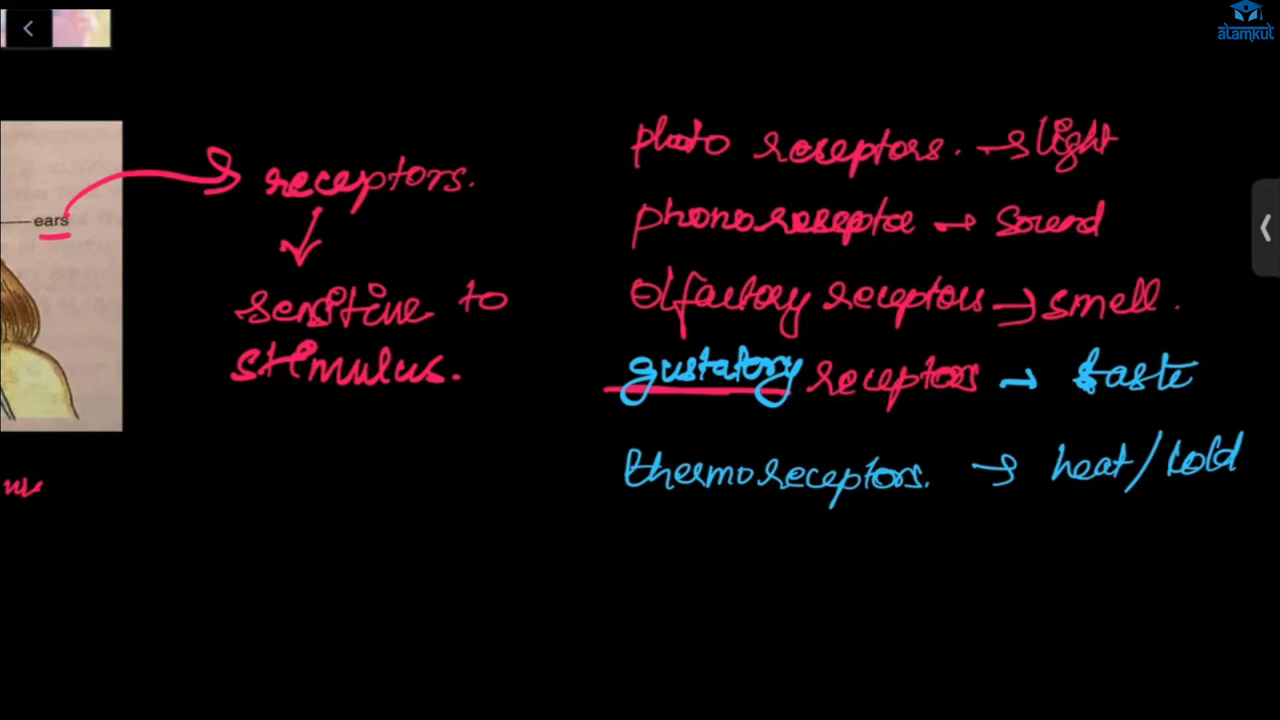 atamkul
ears
receptors.
sensitive to
stimulus.
photo receptors. → light
phonoreceptor → sound
olfactory receptors → smell.
gustatory receptors → taste
thermoreceptors. → heat/cold